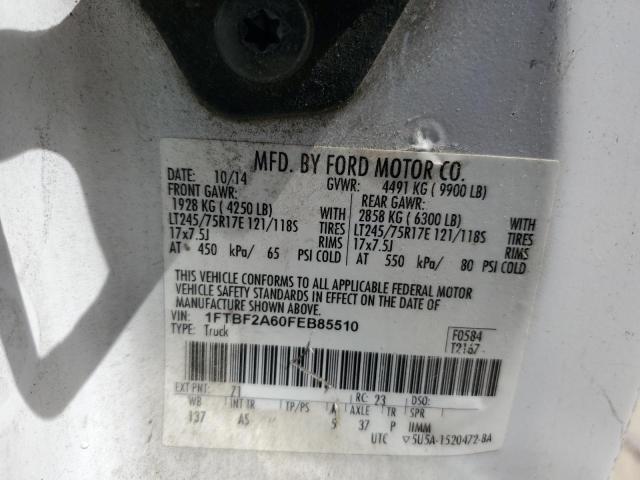 MFD. BY FORD MOTOR CO.
DATE: 10/14 GVWR: 4491 KG ( 9900 LB)
FRONT GAWR: REAR GAWR:
1928 KG ( 4250 LB) WITH 2858 KG ( 6300 LB) WITH
LT245/75R17E 121/118S TIRES LT245/75R17E 121/118S TIRES
17x7.5J RIMS 17x7.5J RIMS
AT 450 kPa/ 65 PSI COLD AT 550 kPa/ 80 PSI COLD
THIS VEHICLE CONFORMS TO ALL APPLICABLE FEDERAL MOTOR
VEHICLE SAFETY STANDARDS IN EFFECT ON THE DATE OF
MANUFACTURE SHOWN ABOVE.
VIN: 1FTBF2A60FEB85510
TYPE: Truck F0584
T2167
EXT PNT: Z1 RC: 23 DSO:
WB INT TR TP/PS A AXLE TR SPR
137 AS 5 37 P
UTC 5U5A-1520472-BA